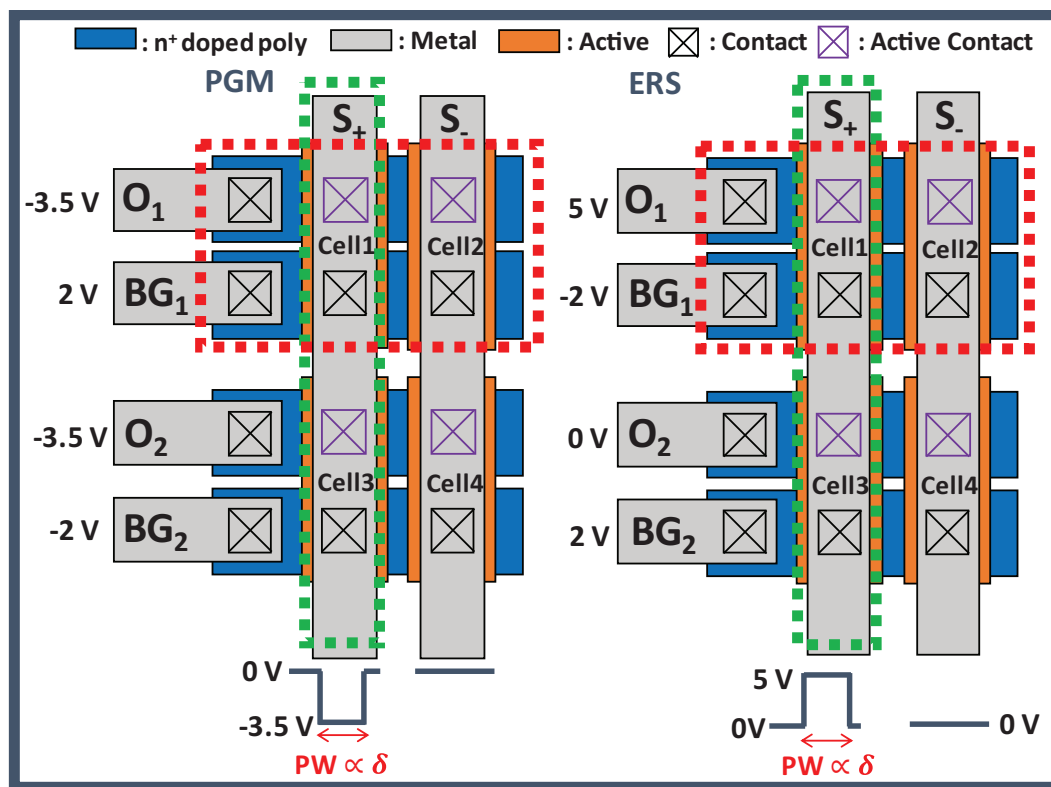 : n⁺ doped poly : Metal : Active : Contact : Active Contact
PGM
S₊ S₋
-3.5 V O₁
Cell1 Cell2
2 V BG₁
-3.5 V O₂
Cell3 Cell4
-2 V BG₂
0 V
-3.5 V
PW ∝ δ
ERS
S₊ S₋
5 V O₁
Cell1 Cell2
-2 V BG₁
0 V O₂
Cell3 Cell4
2 V BG₂
5 V
0V 0 V
PW ∝ δ